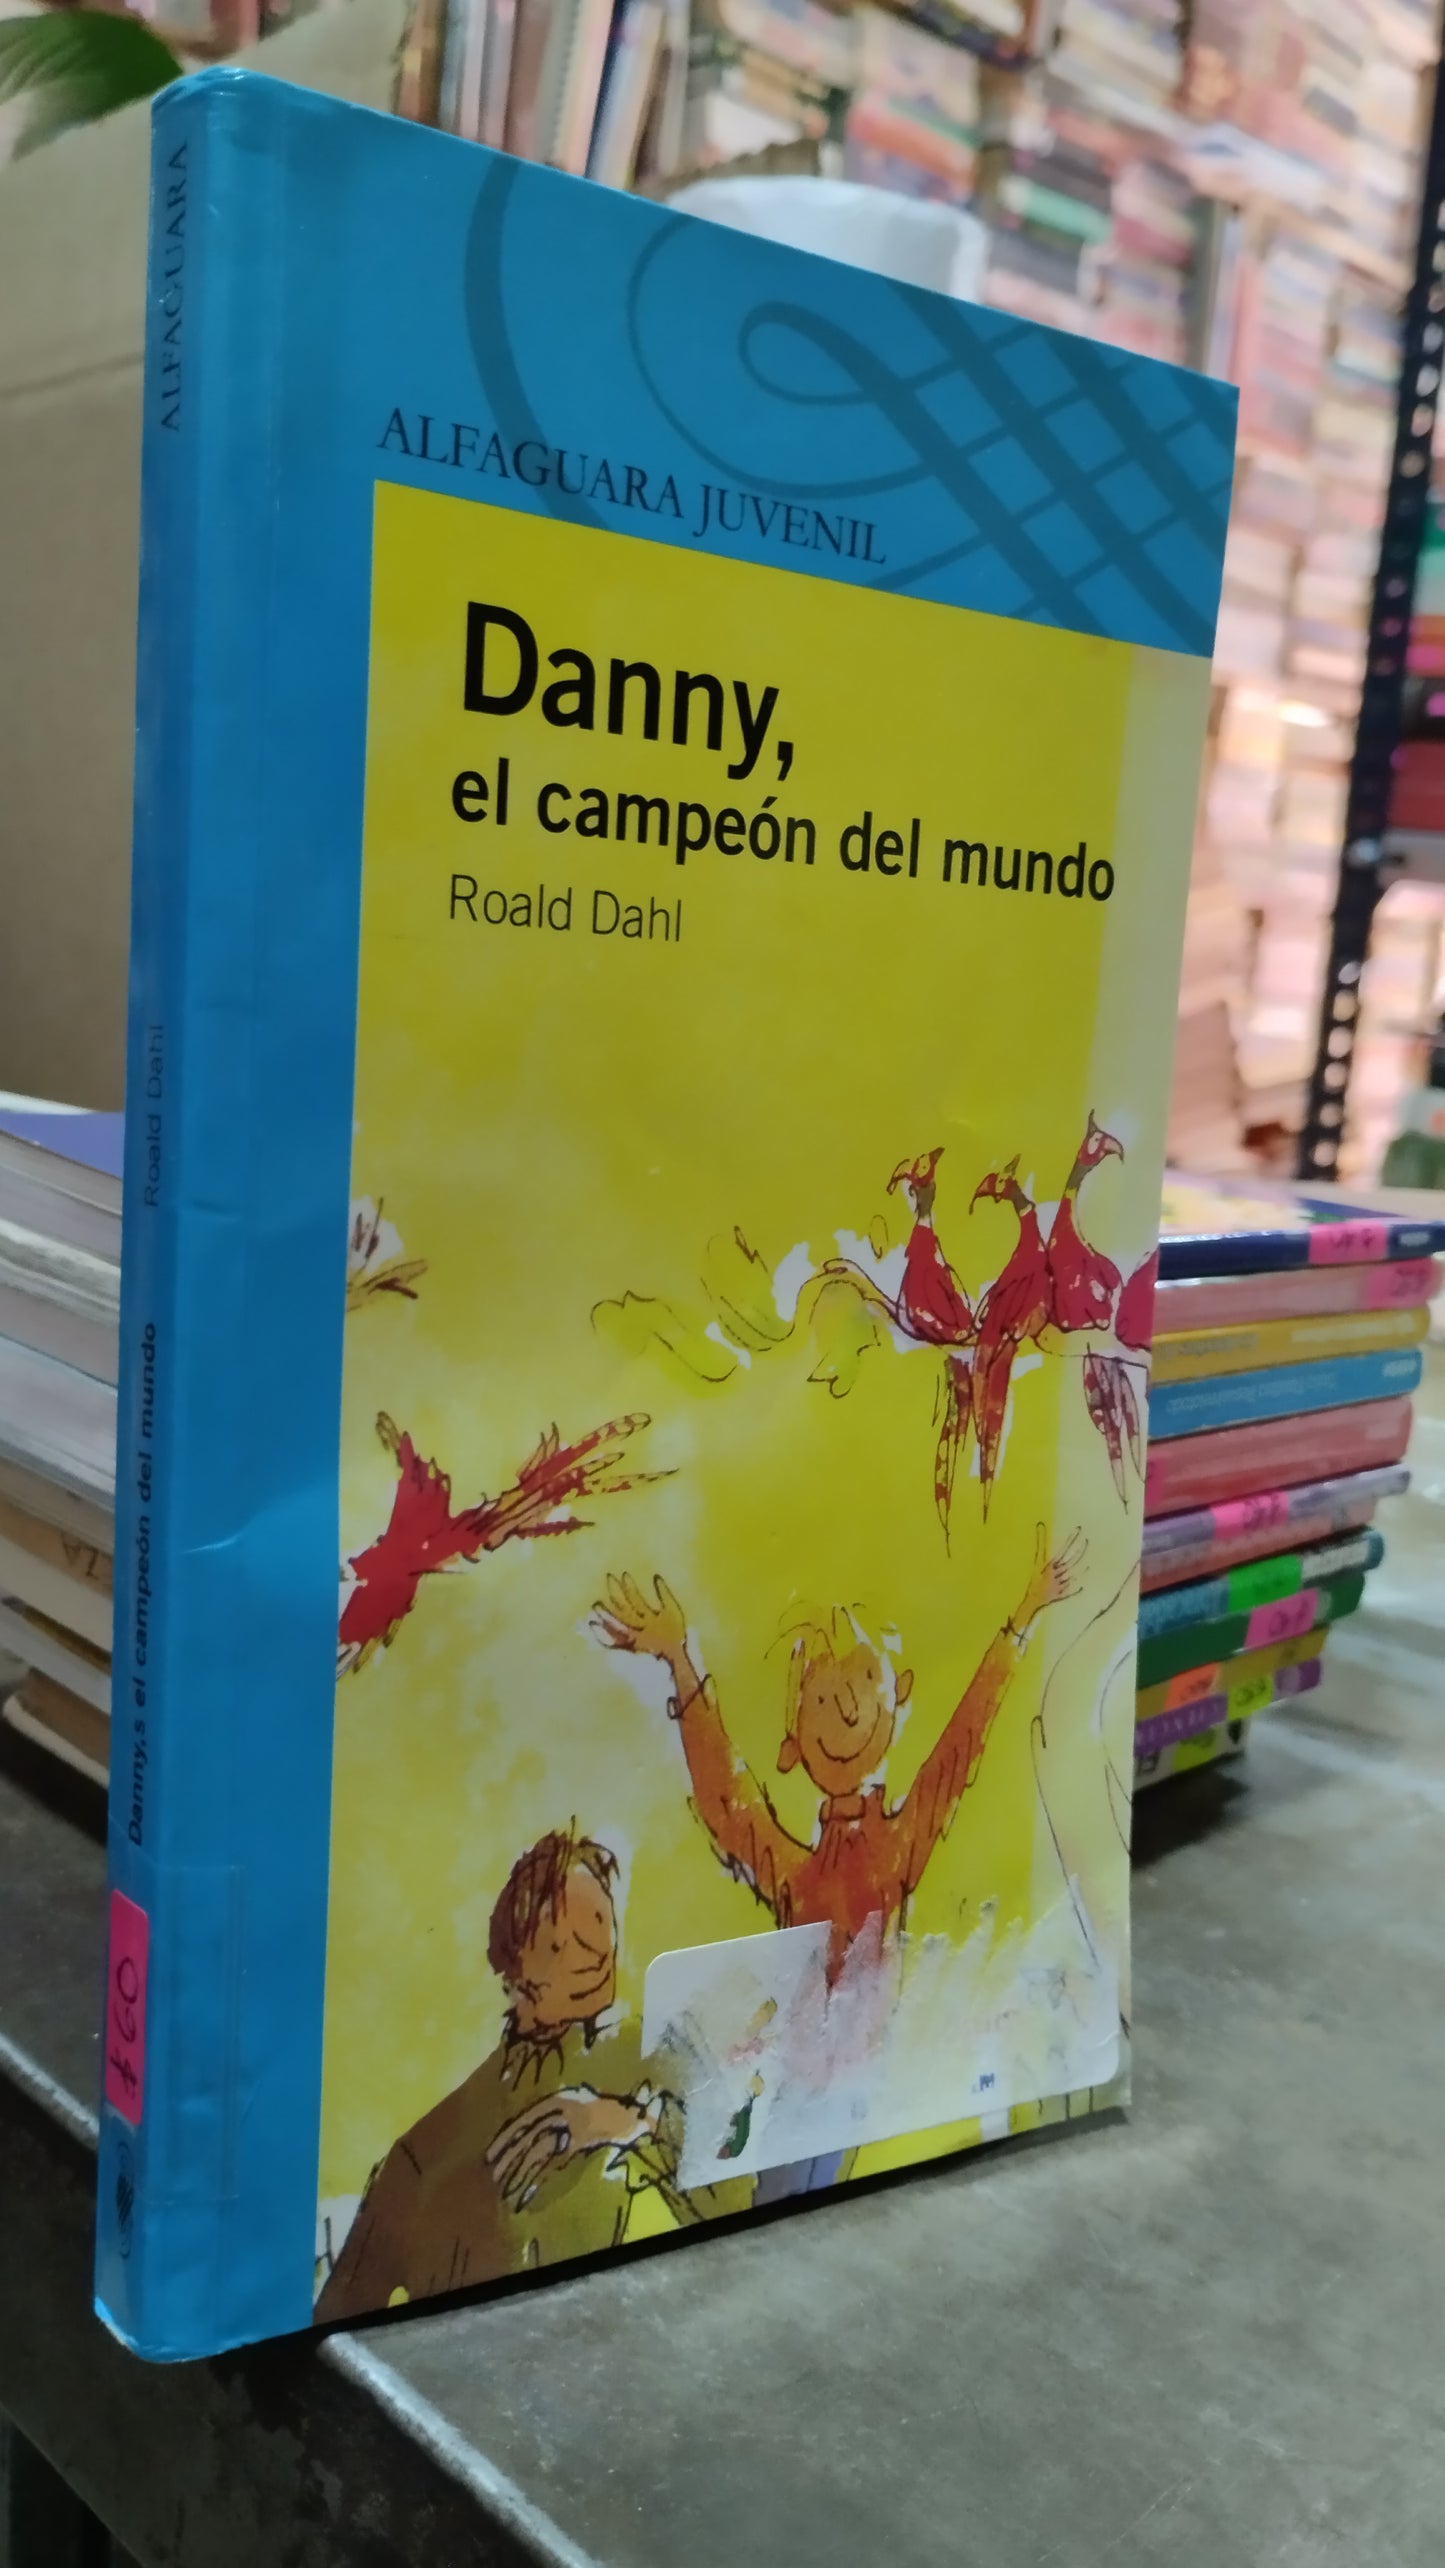 ALFAGUARA JUVENIL
Danny,
el campeón del mundo
Roald Dahl
ALFAGUARA
Roald Dahl
Danny,s el campeón del mundo
$ 60